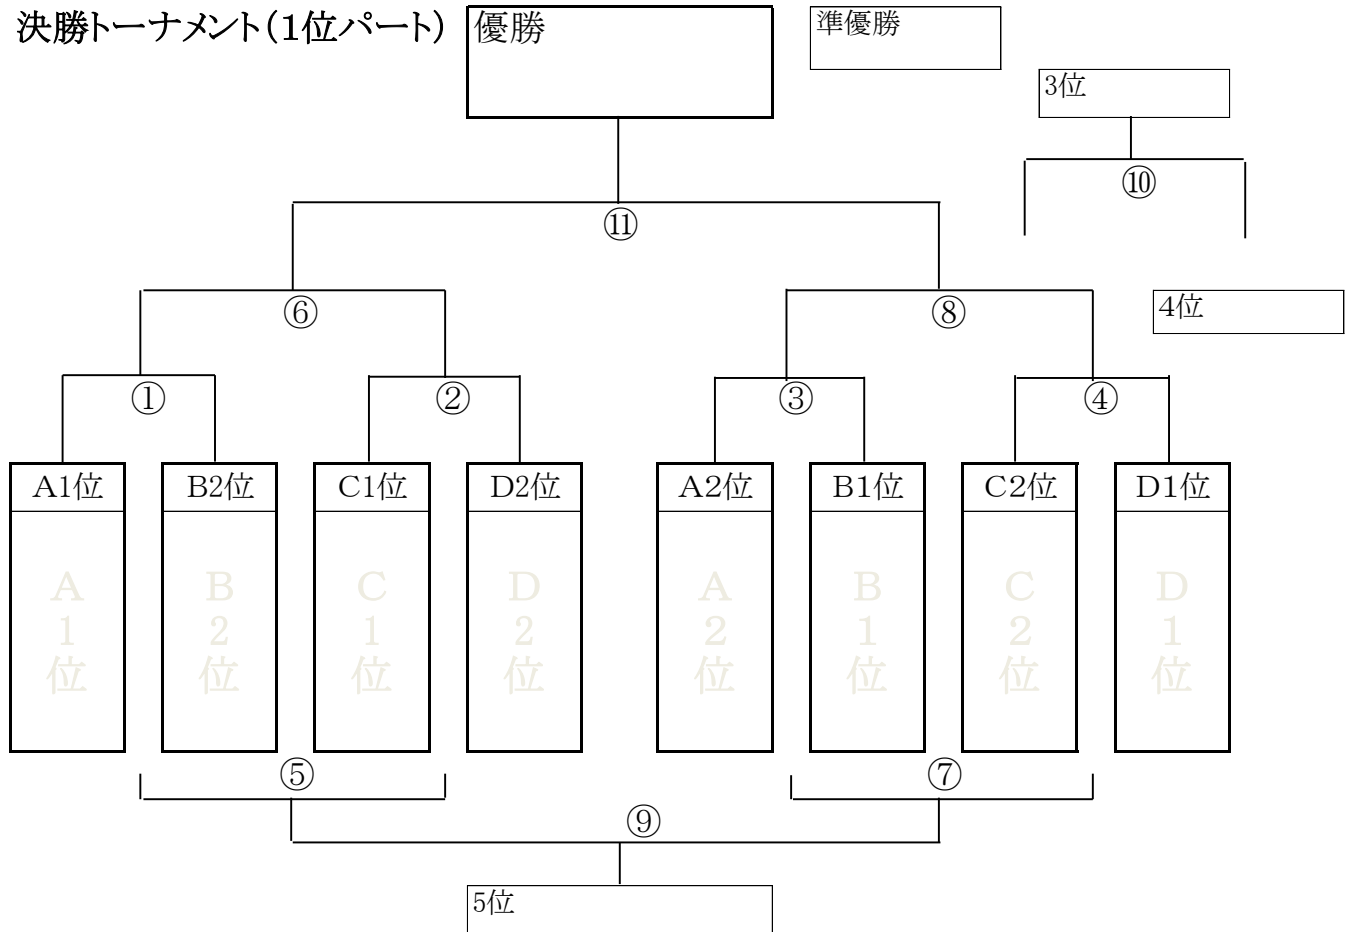 決勝トーナメント(1位パート)
優勝
準優勝
3位
⑩
⑪
⑥
⑧
4位
①
②
③
④
A1位
B2位
C1位
D2位
A2位
B1位
C2位
D1位
A
1
位
B
2
位
C
1
位
D
2
位
A
2
位
B
1
位
C
2
位
D
1
位
⑤
⑦
⑨
5位